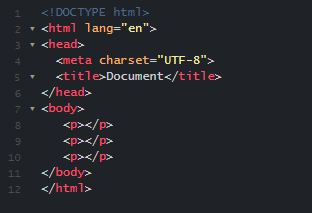 1 <!DOCTYPE html>
2 <html lang="en">
3 <head>
4 <meta charset="UTF-8">
5 <title>Document</title>
6 </head>
7 <body>
8 <p></p>
9 <p></p>
10 <p></p>
11 </body>
12 </html>